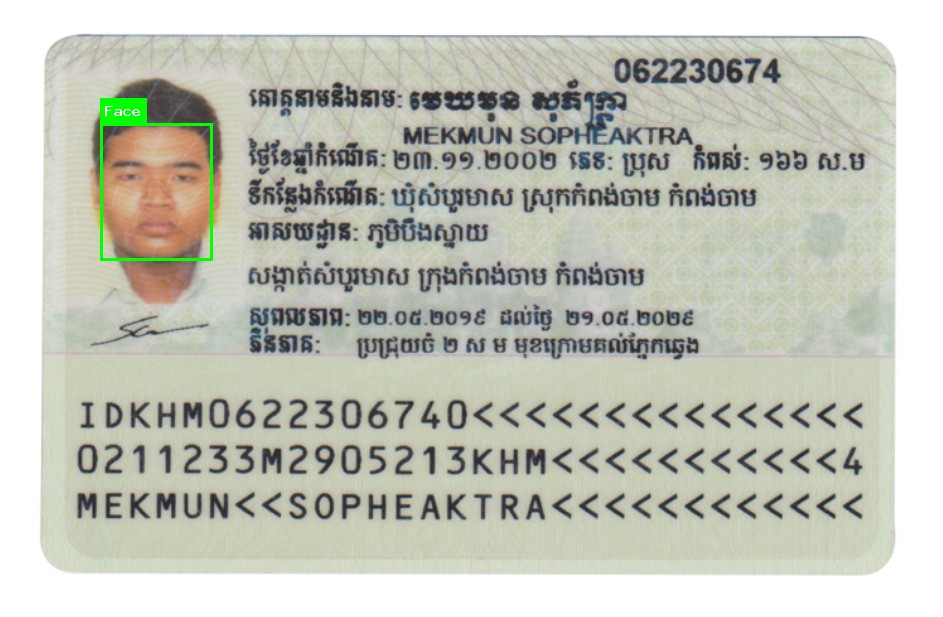 Face
062230674
គោត្តនាមនិងនាម: មេឃមុន សុភ័ក្ត្រា
MEKMUN SOPHEAKTRA
ថ្ងៃខែឆ្នាំកំណើត: ២៣.១១.២០០២ ភេទ: ប្រុស កំពស់: ១៦៦ ស.ម
ទីកន្លែងកំណើត: ឃុំសំបួរមាស ស្រុកកំពង់ចាម កំពង់ចាម
អាសយដ្ឋាន: ភូមិបឹងស្នាយ
សង្កាត់សំបួរមាស ក្រុងកំពង់ចាម កំពង់ចាម
សុពលភាព: ២២.០៥.២០១៩ ដល់ថ្ងៃ ២១.០៥.២០២៩
ភិនភាគ: ប្រជ្រុយចំ ២ ស ម មុខក្រោមគល់ភ្នែកឆ្វេង
IDKHM0622306740<<<<<<<<<<<<<<<
0211233M2905213KHM<<<<<<<<<<<4
MEKMUN<<SOPHEAKTRA<<<<<<<<<<<<